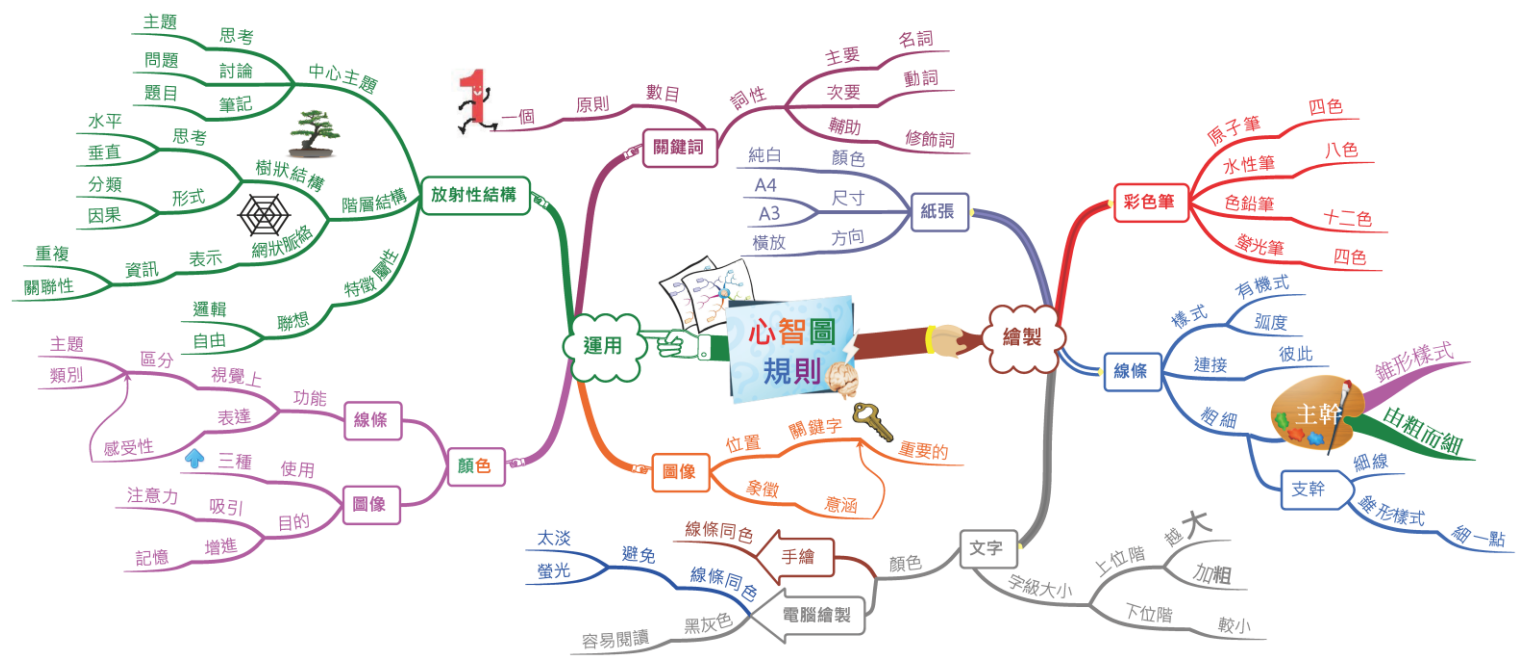 心智圖
規則
繪製
彩色筆
原子筆
四色
水性筆
八色
色鉛筆
十二色
螢光筆
四色
線條
樣式
有機式
弧度
連接
彼此
粗細
主幹
錐形樣式
由粗而細
支幹
細線
錐形樣式
細一點
紙張
顏色
純白
尺寸
A4
A3
方向
橫放
文字
字級大小
上位階
越大
加粗
下位階
較小
顏色
手繪
線條同色
電腦繪製
線條同色
避免
太淡
螢光
黑灰色
容易閱讀
運用
關鍵詞
數目
原則
一個
1
詞性
主要
名詞
次要
動詞
輔助
修飾詞
放射性結構
中心主題
思考
主題
討論
問題
筆記
題目
階層結構
樹狀結構
思考
水平
垂直
形式
分類
因果
網狀脈絡
表示
資訊
重複
關聯性
屬性
特徵
聯想
邏輯
自由
顏色
線條
功能
視覺上
區分
主題
類別
表達
感受性
圖像
使用
三種
目的
吸引
注意力
增進
記憶
圖像
位置
關鍵字
重要的
象徵
意涵